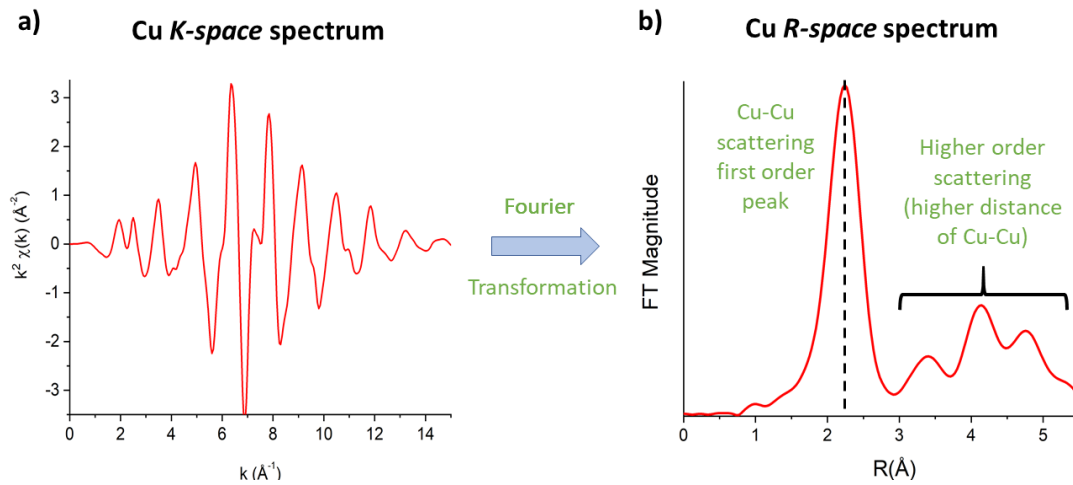 a)
Cu K-space spectrum
k² χ(k) (Å⁻²)
3
2
1
0
-1
-2
-3
0
2
4
6
8
10
12
14
k (Å⁻¹)
Fourier
Transformation
b)
Cu R-space spectrum
Cu-Cu
scattering
first order
peak
Higher order
scattering
(higher distance
of Cu-Cu)
FT Magnitude
0
1
2
3
4
5
R(Å)